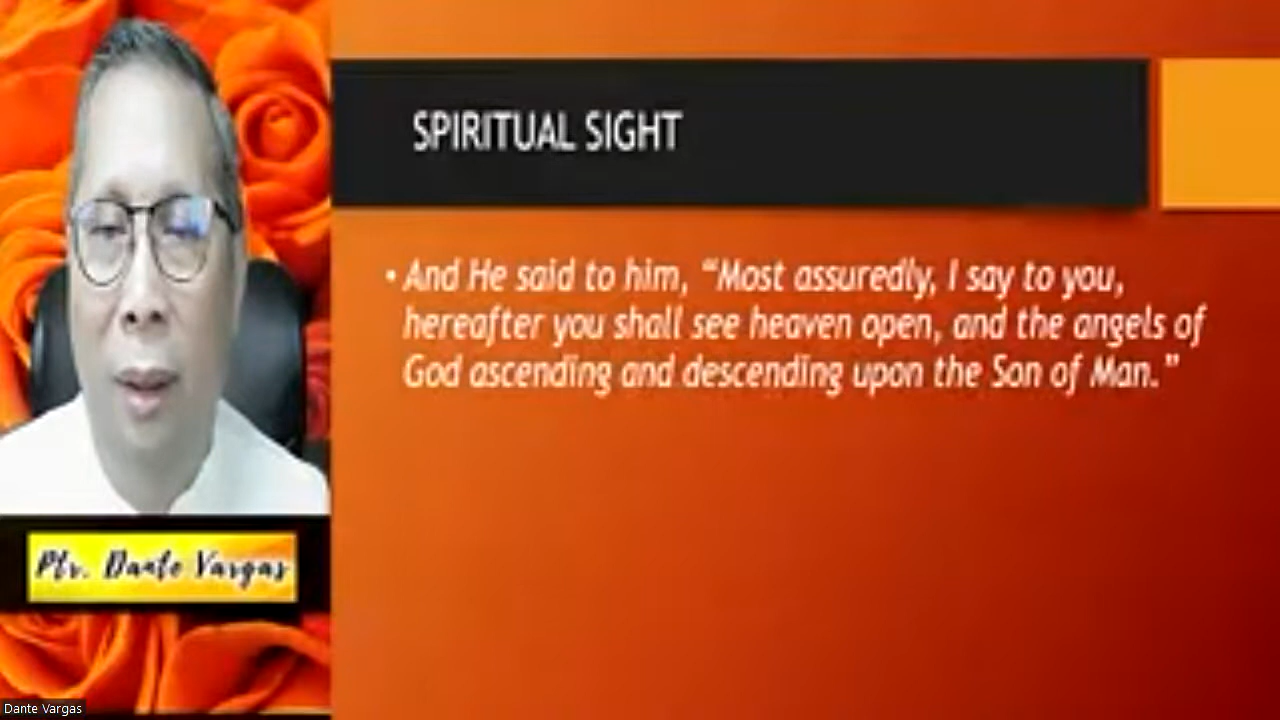 SPIRITUAL SIGHT
• And He said to him, “Most assuredly, I say to you,
hereafter you shall see heaven open, and the angels of
God ascending and descending upon the Son of Man.”
Ptr. Dante Vargas
Dante Vargas